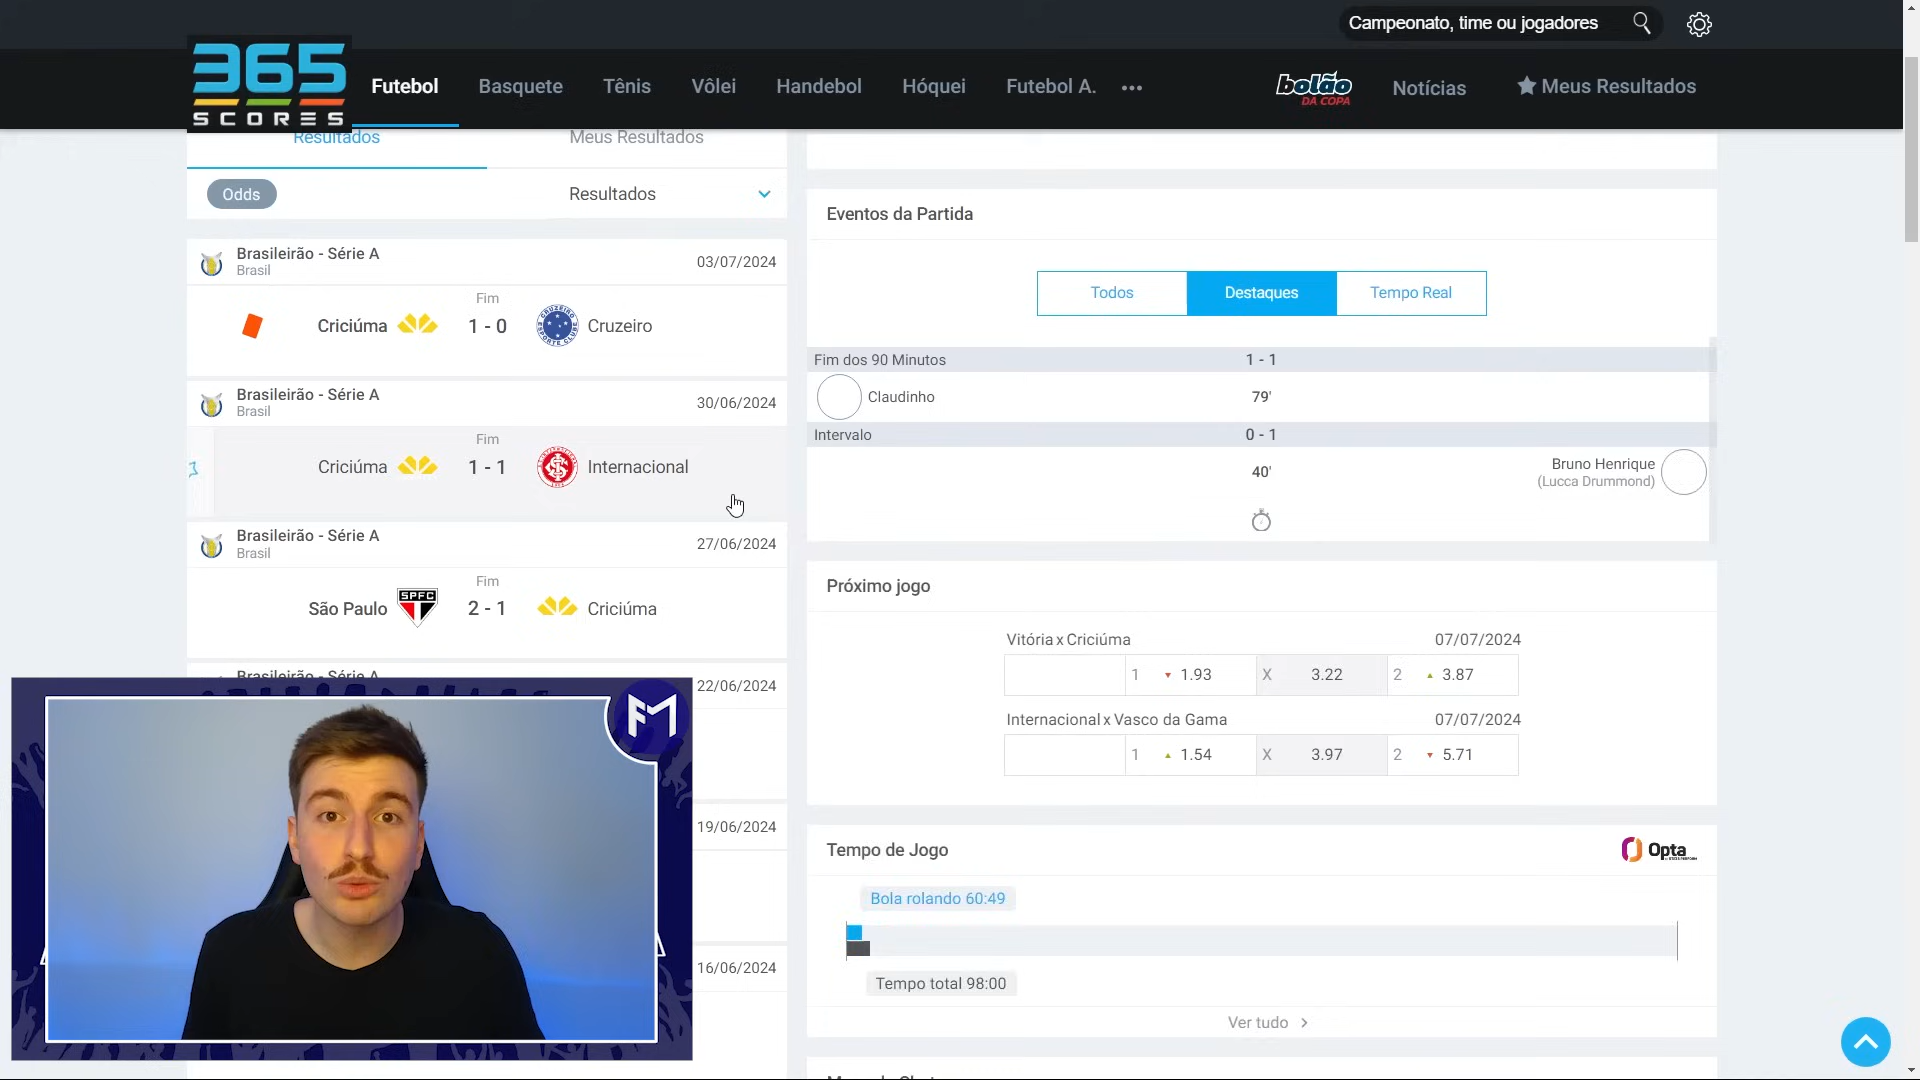 Campeonato, time ou jogadores
365
SCORES
Futebol
Basquete
Tênis
Vôlei
Handebol
Hóquei
Futebol A.
bolão
DA COPA
Notícias
Meus Resultados
Resultados
Meus Resultados
Odds
Resultados
Brasileirão - Série A
Brasil
03/07/2024
Fim
Criciúma
1 - 0
Cruzeiro
Brasileirão - Série A
Brasil
30/06/2024
Fim
Criciúma
1 - 1
Internacional
Brasileirão - Série A
Brasil
27/06/2024
Fim
São Paulo
SPFC
2 - 1
Criciúma
Brasileirão - Série A
22/06/2024
19/06/2024
16/06/2024
FM
Eventos da Partida
Todos
Destaques
Tempo Real
Fim dos 90 Minutos
1 - 1
Claudinho
79'
Intervalo
0 - 1
40'
Bruno Henrique
(Lucca Drummond)
Próximo jogo
Vitória x Criciúma
07/07/2024
1 1.93
X 3.22
2 3.87
Internacional x Vasco da Gama
07/07/2024
1 1.54
X 3.97
2 5.71
Tempo de Jogo
Opta
Bola rolando 60:49
Tempo total 98:00
Ver tudo